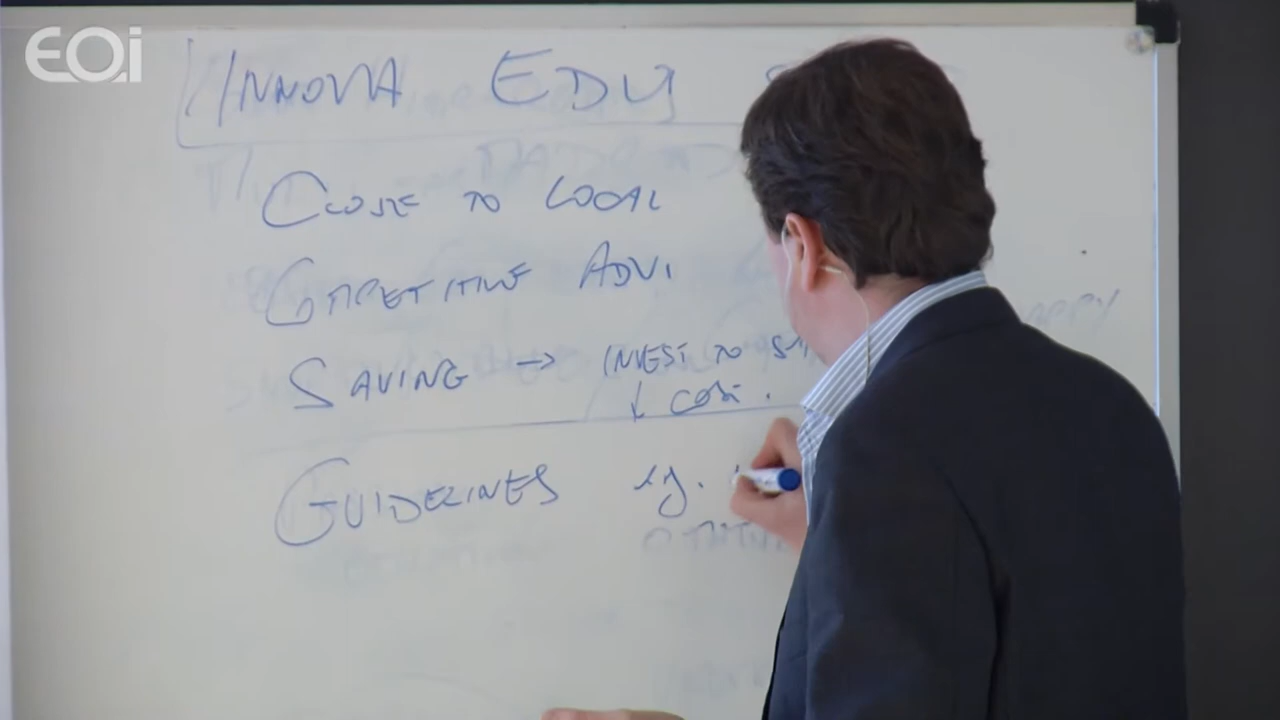 EOi
INNOVA EDU
CLOSE TO LOCAL
COMPETITIVE ADV.
SAVING → INVEST TO
↓ COST.
GUIDELINES eg.